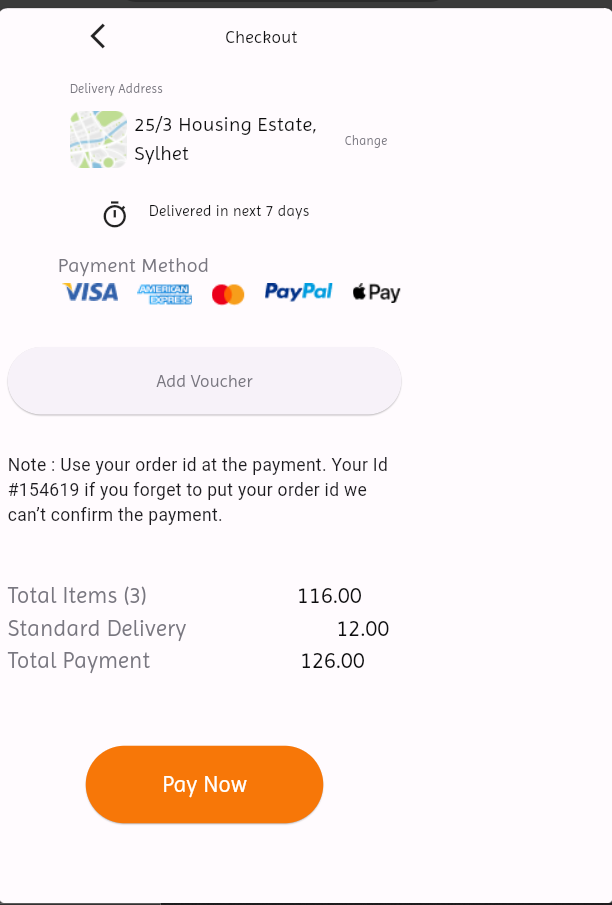 Checkout
Delivery Address
25/3 Housing Estate,
Sylhet
Change
Delivered in next 7 days
Payment Method
VISA AMERICAN EXPRESS PayPal Pay
Add Voucher
Note : Use your order id at the payment. Your Id
#154619 if you forget to put your order id we
can't confirm the payment.
Total Items (3) 116.00
Standard Delivery 12.00
Total Payment 126.00
Pay Now